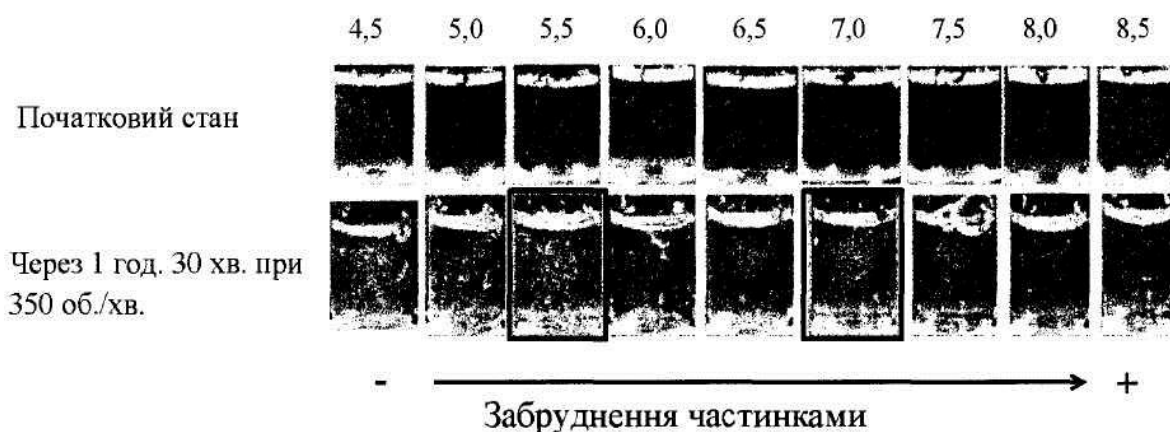 4,5 5,0 5,5 6,0 6,5 7,0 7,5 8,0 8,5
Початковий стан
Через 1 год. 30 хв. при
350 об./хв.
- +
Забруднення частинками